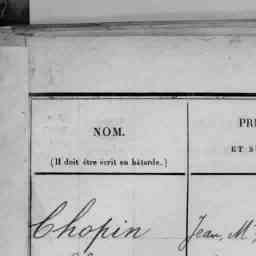 NOM.
PR
ET S
(Il doit être écrit en bâtarde.)
Chopin Jean, M